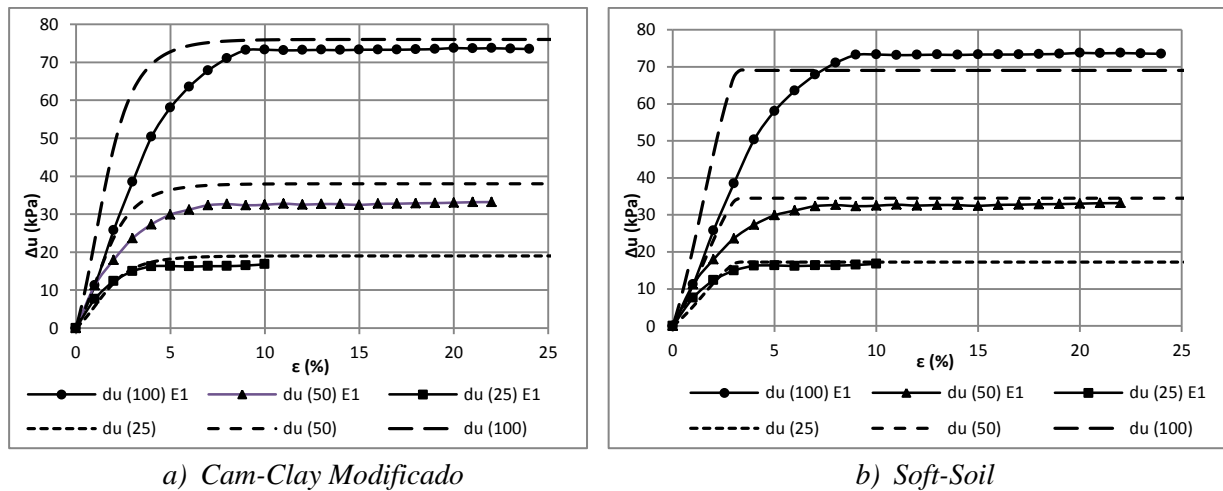 80
70
60
50
40
30
20
10
0
Δu (kPa)
0 5 10 15 20 25
ε (%)
du (100) E1 du (50) E1 du (25) E1
du (25) du (50) du (100)
a) Cam-Clay Modificado
80
70
60
50
40
30
20
10
0
Δu (kPa)
0 5 10 15 20 25
ε (%)
du (100) E1 du (50) E1 du (25) E1
du (25) du (50) du (100)
b) Soft-Soil